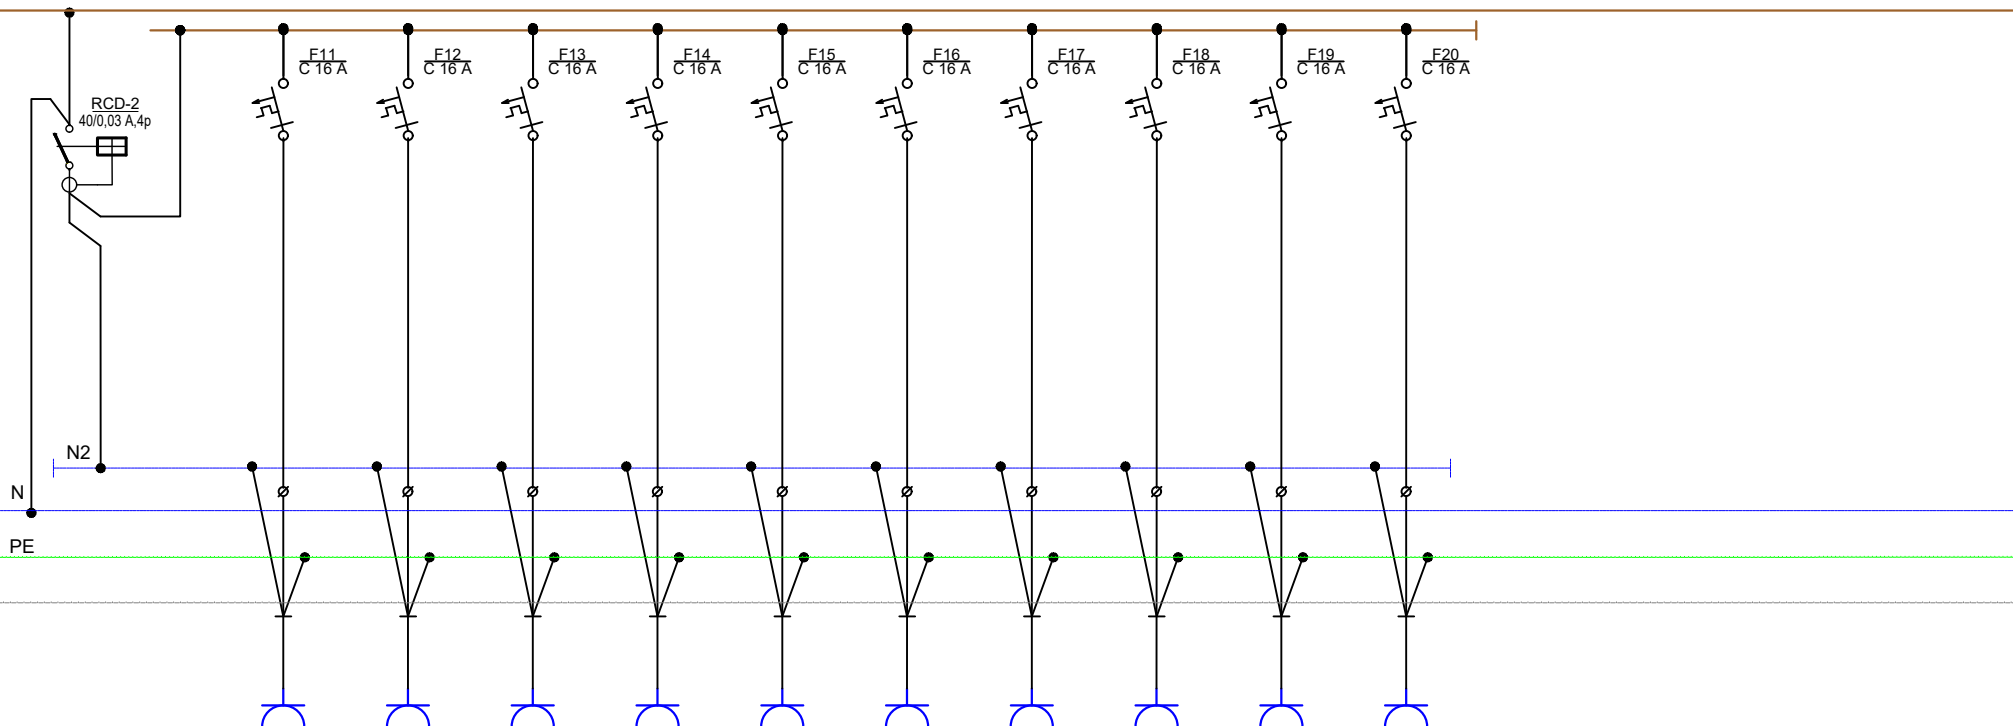 F11
C 16 A
F12
C 16 A
F13
C 16 A
F14
C 16 A
F15
C 16 A
F16
C 16 A
F17
C 16 A
F18
C 16 A
F19
C 16 A
F20
C 16 A
RCD-2
40/0,03 A,4p
N2
N
PE